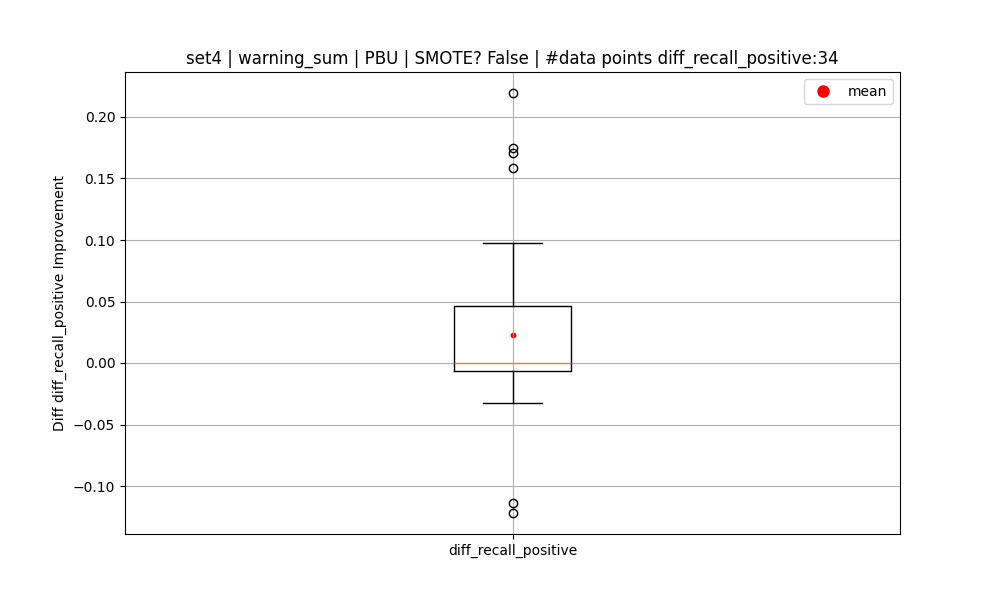 set4 | warning_sum | PBU | SMOTE? False | #data points diff_recall_positive:34
mean
Diff diff_recall_positive Improvement
0.20
0.15
0.10
0.05
0.00
−0.05
−0.10
diff_recall_positive